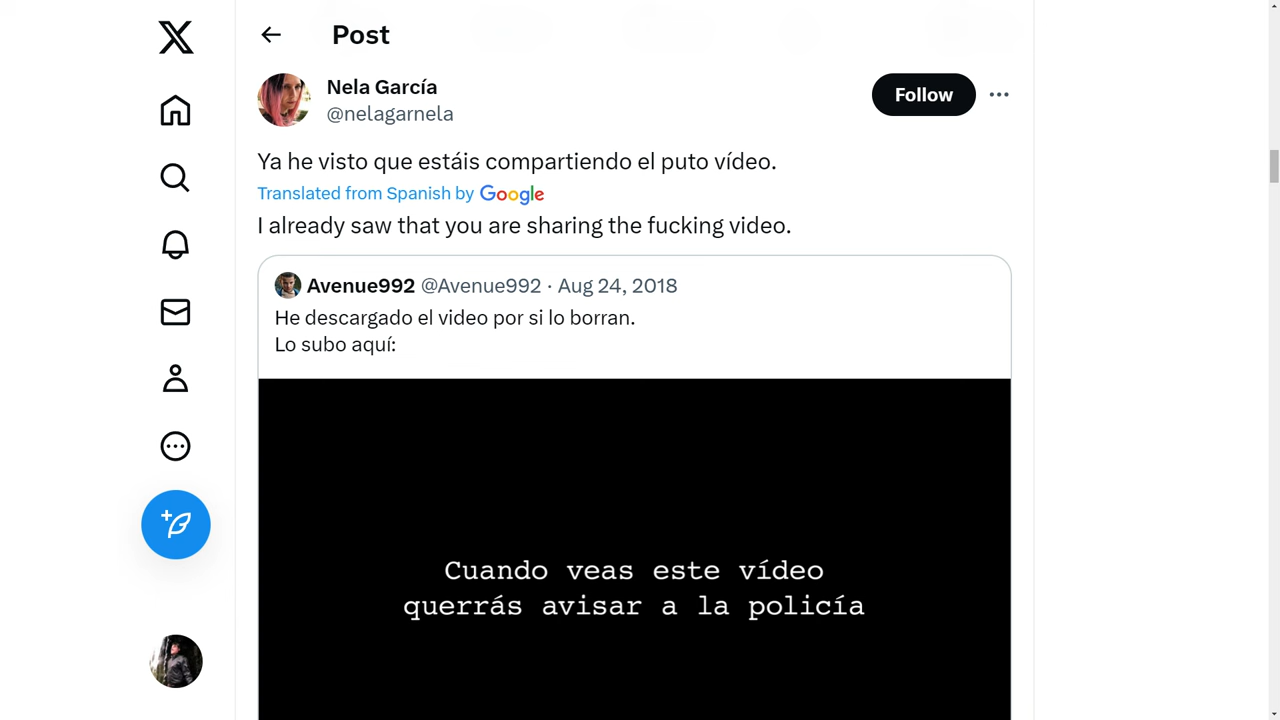 Post
Nela García
@nelagarnela
Follow
Ya he visto que estáis compartiendo el puto vídeo.
Translated from Spanish by Google
I already saw that you are sharing the fucking video.
Avenue992 @Avenue992 · Aug 24, 2018
He descargado el video por si lo borran.
Lo subo aquí:
Cuando veas este vídeo
querrás avisar a la policía